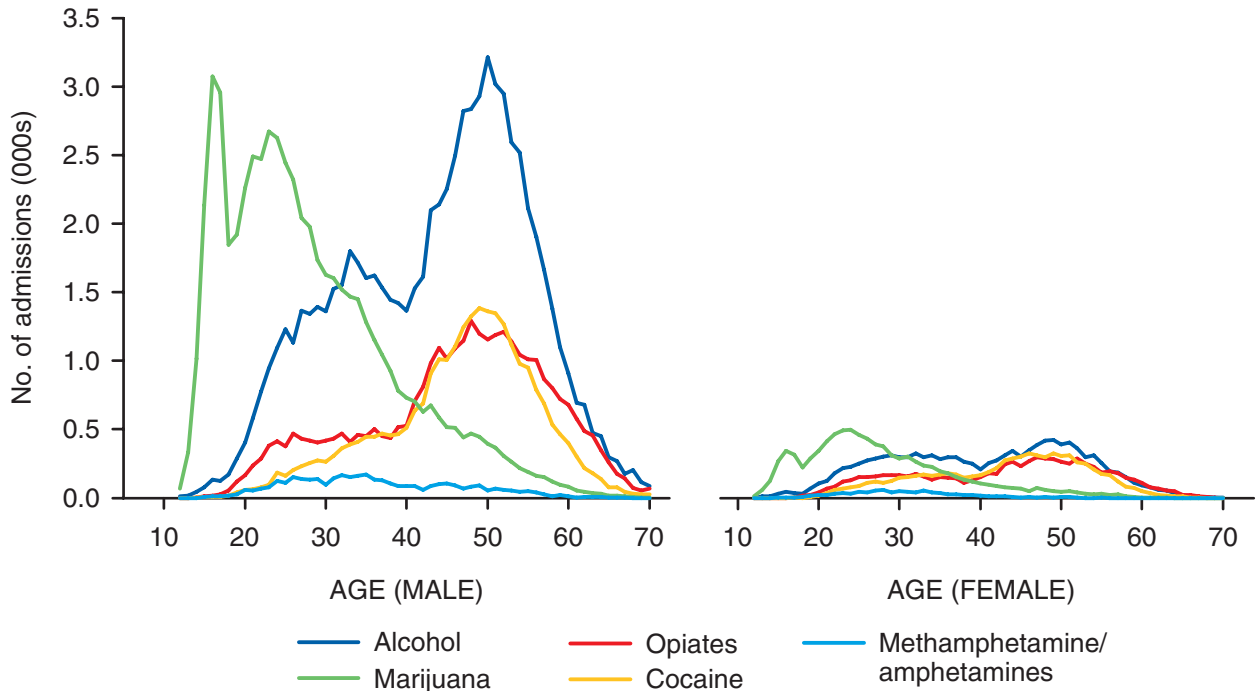 No. of admissions (000s)
3.5
3.0
2.5
2.0
1.5
1.0
0.5
0.0
10 20 30 40 50 60 70
AGE (MALE)
10 20 30 40 50 60 70
AGE (FEMALE)
Alcohol
Marijuana
Opiates
Cocaine
Methamphetamine/
amphetamines